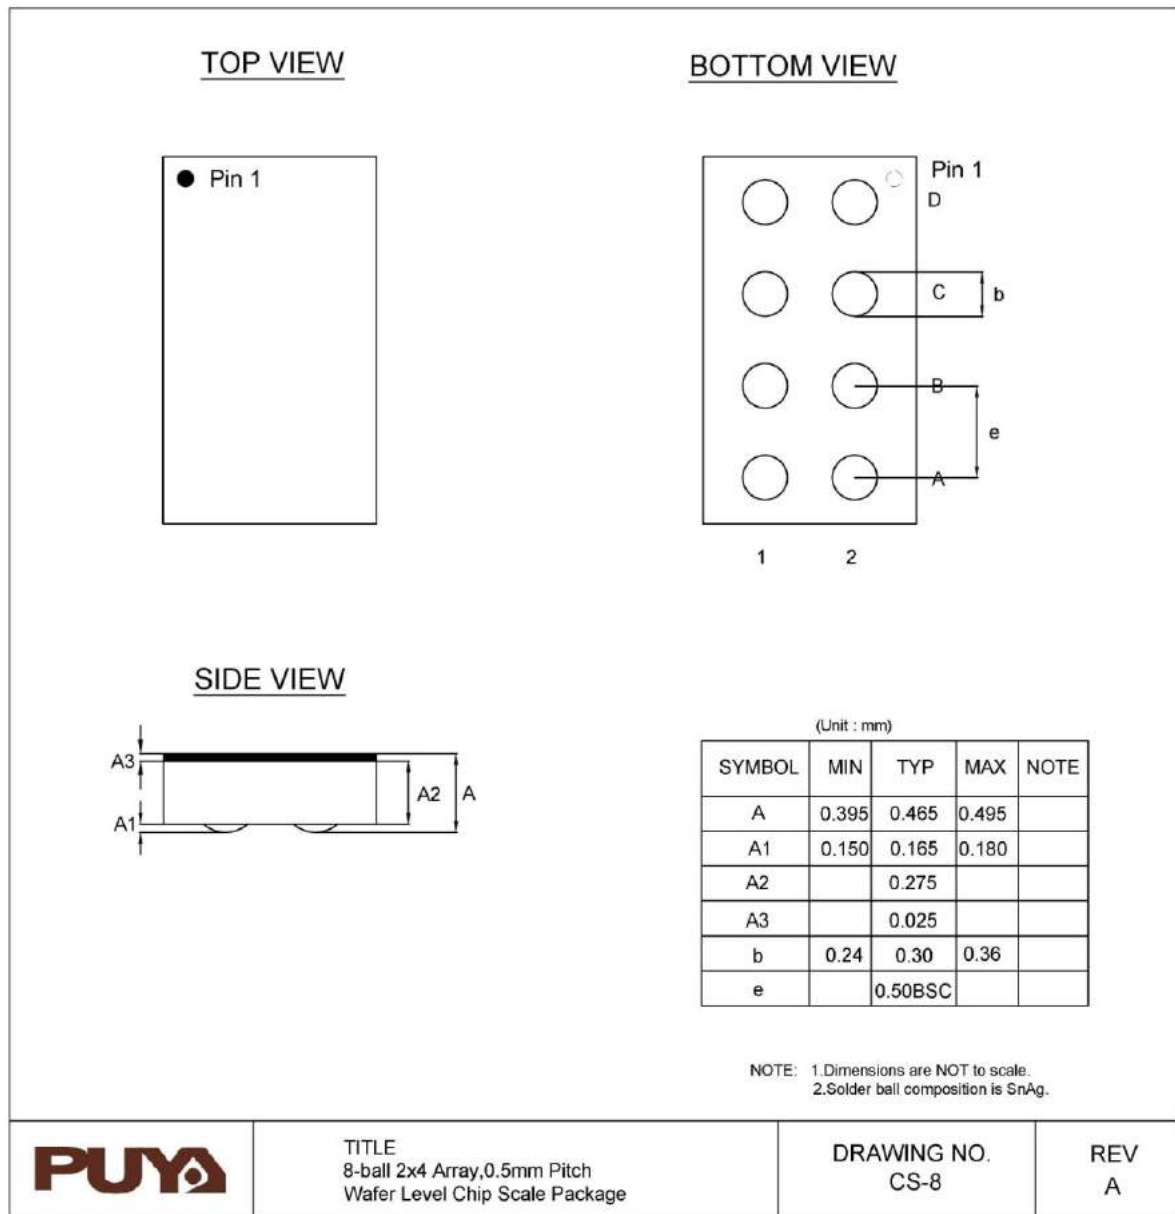 TOP VIEW
BOTTOM VIEW
Pin 1
Pin 1
D
C
b
B
e
A
1 2
SIDE VIEW
A3
A2
A
A1
(Unit : mm)
SYMBOL MIN TYP MAX NOTE
A 0.395 0.465 0.495
A1 0.150 0.165 0.180
A2 0.275
A3 0.025
b 0.24 0.30 0.36
e 0.50BSC
NOTE: 1.Dimensions are NOT to scale.
2.Solder ball composition is SnAg.
PUYA
TITLE
8-ball 2x4 Array,0.5mm Pitch
Wafer Level Chip Scale Package
DRAWING NO.
CS-8
REV
A